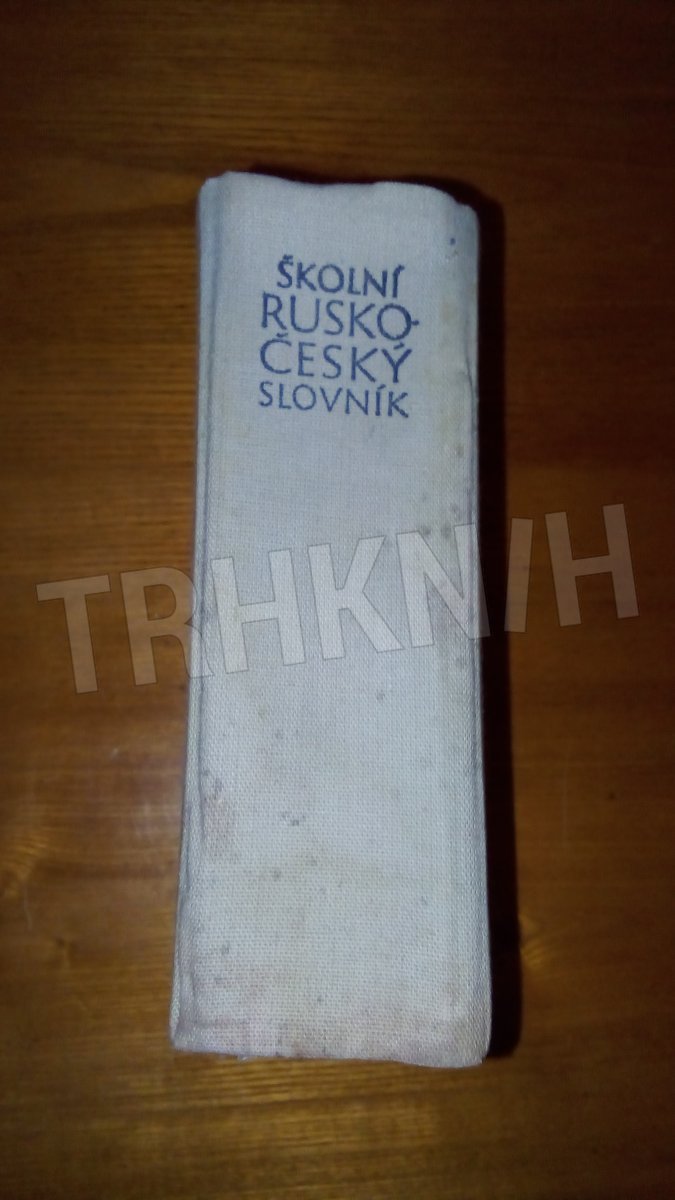 ŠKOLNÍ
RUSKO-
ČESKÝ
SLOVNÍK
TRHKNIH